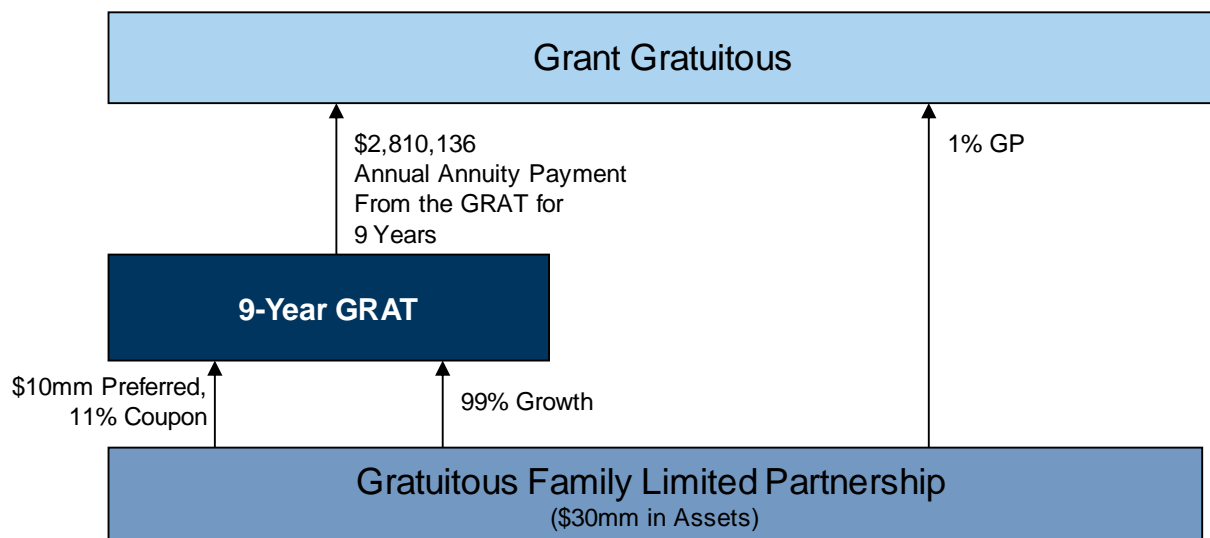 Grant Gratuitous
$2,810,136
Annual Annuity Payment
From the GRAT for
9 Years
1% GP
9-Year GRAT
$10mm Preferred,
11% Coupon
99% Growth
Gratuitous Family Limited Partnership
($30mm in Assets)